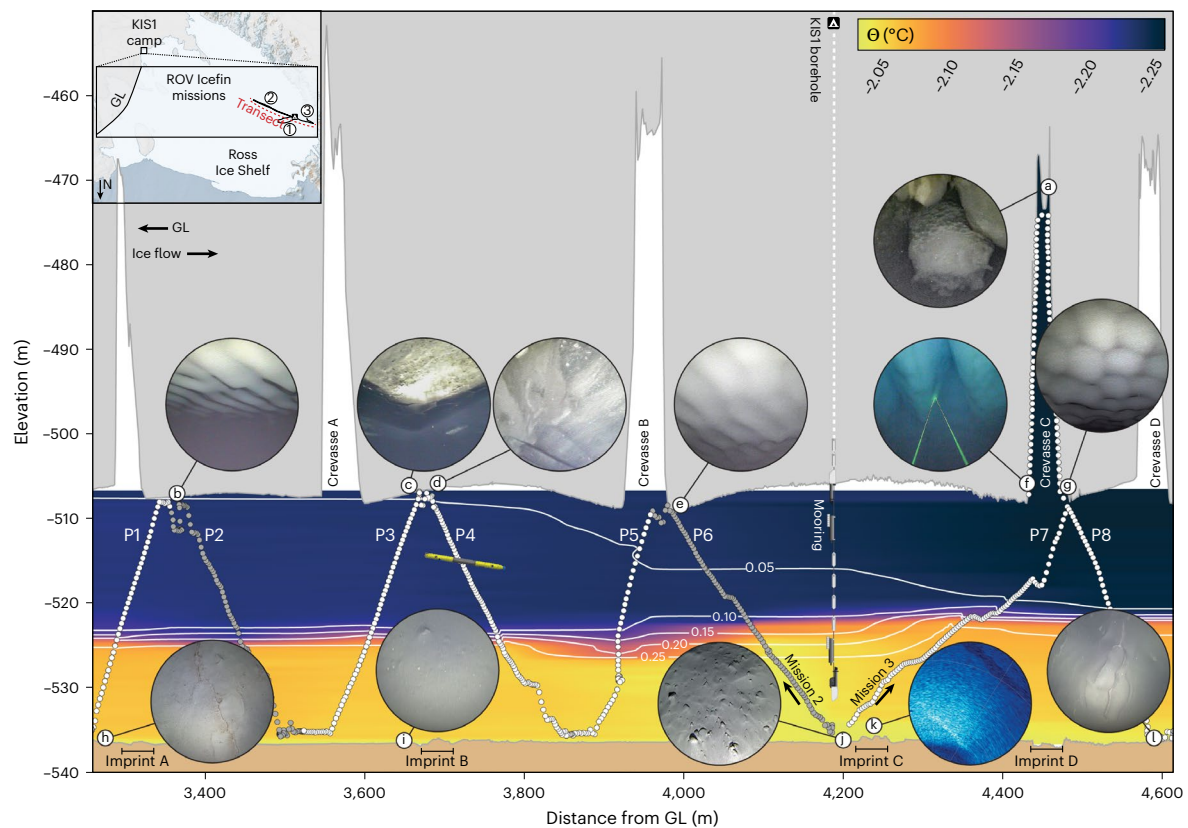 KIS1
camp
GL
ROV Icefin
missions
2
3
Transect
1
Ross
Ice Shelf
N
GL
Ice flow
KIS1 borehole
Θ (°C)
−2.05
−2.10
−2.15
−2.20
−2.25
Elevation (m)
−460
−470
−480
−490
−500
−510
−520
−530
−540
a
b
c
d
e
f
g
Crevasse A
Crevasse B
Crevasse C
Crevasse D
P1
P2
P3
P4
P5
P6
P7
P8
Mooring
0.05
0.10
0.15
0.20
0.25
Mission 2
Mission 3
h
i
j
k
l
Imprint A
Imprint B
Imprint C
Imprint D
3,400
3,600
3,800
4,000
4,200
4,400
4,600
Distance from GL (m)